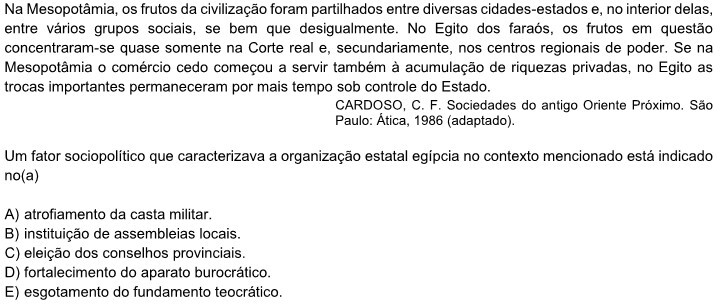 Na Mesopotâmia, os frutos da civilização foram partilhados entre diversas cidades-estados e, no interior delas,
entre vários grupos sociais, se bem que desigualmente. No Egito dos faraós, os frutos em questão
concentraram-se quase somente na Corte real e, secundariamente, nos centros regionais de poder. Se na
Mesopotâmia o comércio cedo começou a servir também à acumulação de riquezas privadas, no Egito as
trocas importantes permaneceram por mais tempo sob controle do Estado.
CARDOSO, C. F. Sociedades do antigo Oriente Próximo. São
Paulo: Ática, 1986 (adaptado).
Um fator sociopolítico que caracterizava a organização estatal egípcia no contexto mencionado está indicado
no(a)
A) atrofiamento da casta militar.
B) instituição de assembleias locais.
C) eleição dos conselhos provinciais.
D) fortalecimento do aparato burocrático.
E) esgotamento do fundamento teocrático.